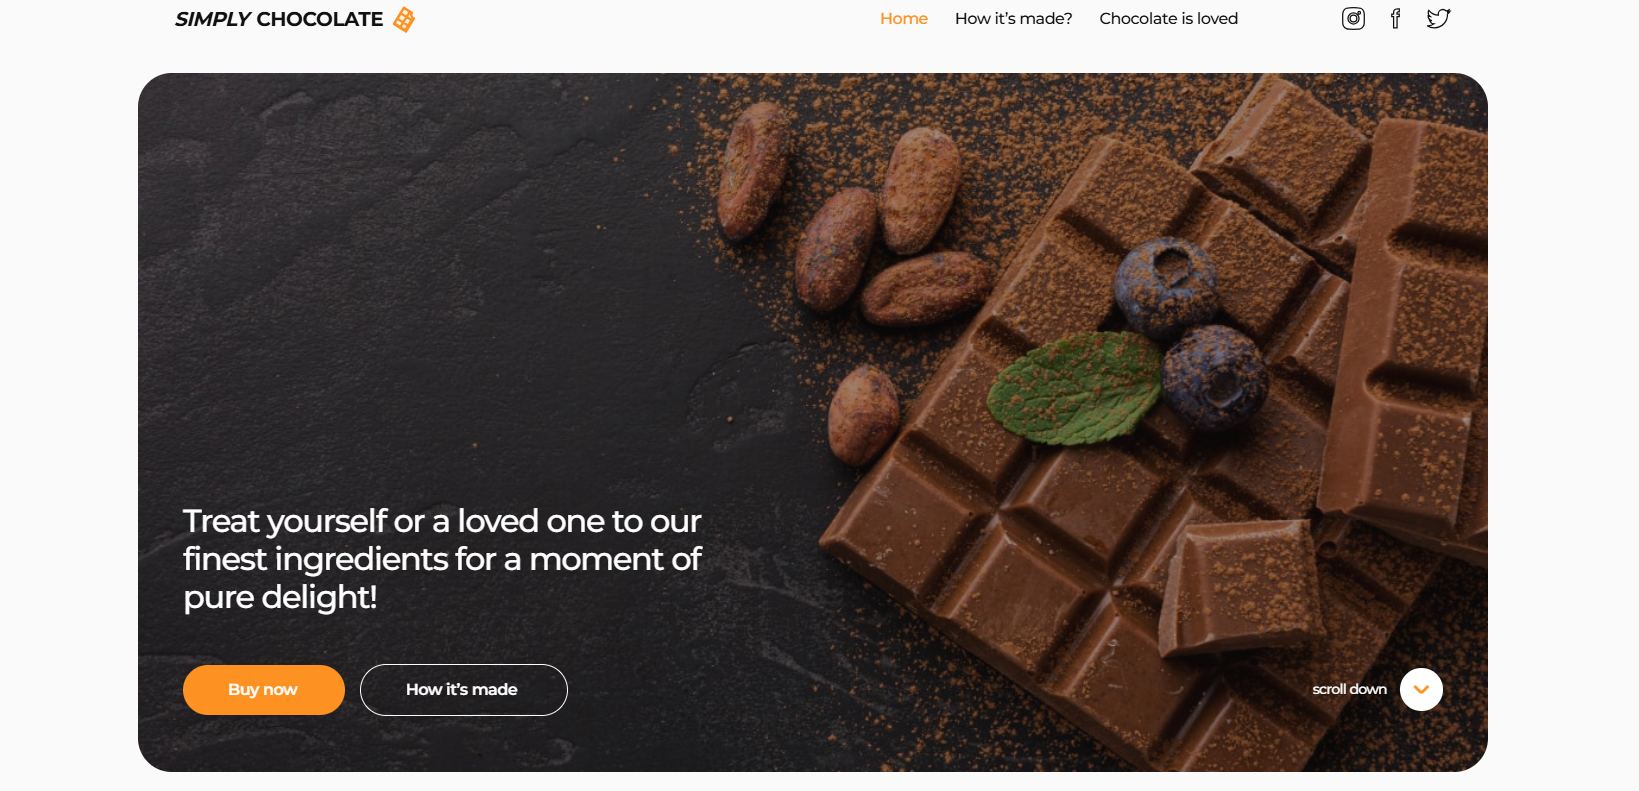 SIMPLY CHOCOLATE
Home How it’s made? Chocolate is loved
Treat yourself or a loved one to our
finest ingredients for a moment of
pure delight!
Buy now
How it’s made
scroll down